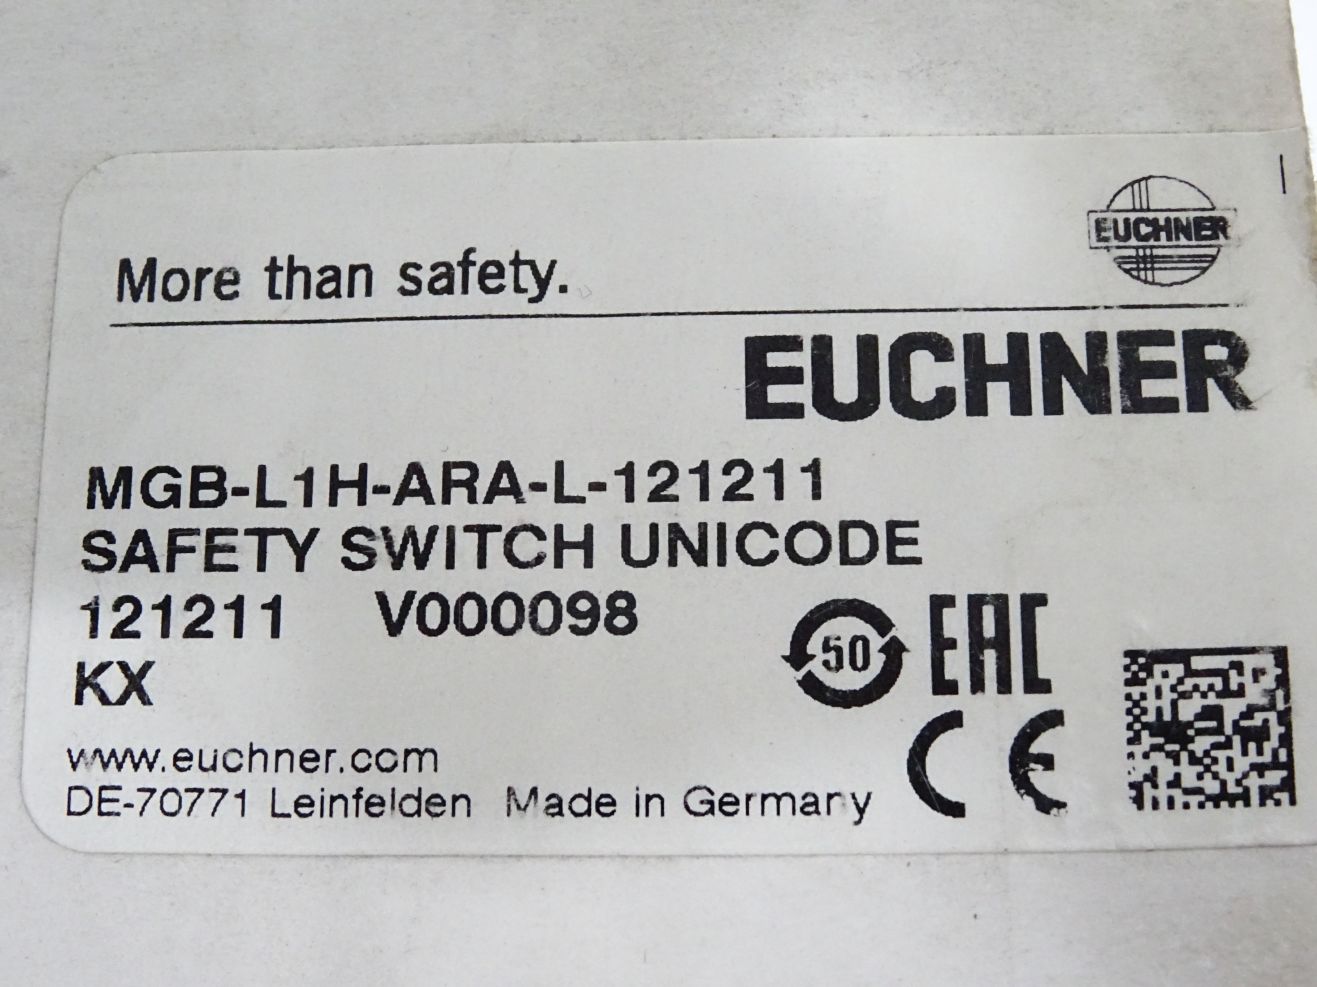 EUCHNER
More than safety.
EUCHNER
MGB-L1H-ARA-L-121211
SAFETY SWITCH UNICODE
121211 V000098
KX
50
EAC
CE
www.euchner.com
DE-70771 Leinfelden Made in Germany